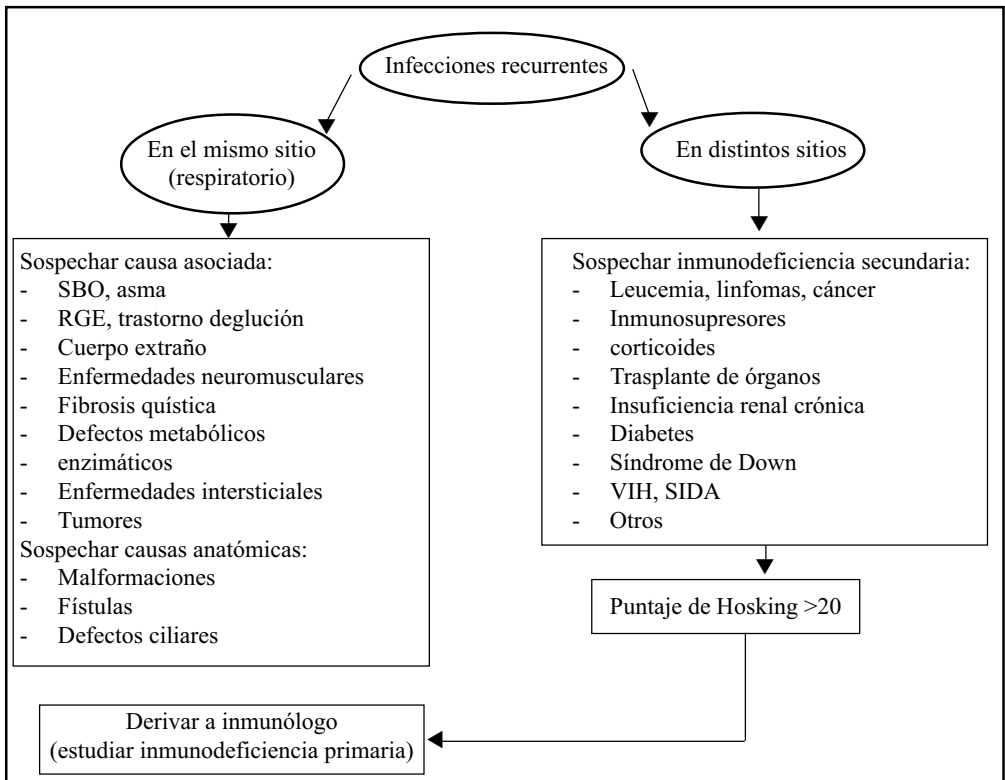 Infecciones recurrentes
En el mismo sitio
(respiratorio)
En distintos sitios
Sospechar causa asociada:
- SBO, asma
- RGE, trastorno deglución
- Cuerpo extraño
- Enfermedades neuromusculares
- Fibrosis quística
- Defectos metabólicos
- enzimáticos
- Enfermedades intersticiales
- Tumores
Sospechar causas anatómicas:
- Malformaciones
- Fístulas
- Defectos ciliares
Sospechar inmunodeficiencia secundaria:
- Leucemia, linfomas, cáncer
- Inmunosupresores
- corticoides
- Trasplante de órganos
- Insuficiencia renal crónica
- Diabetes
- Síndrome de Down
- VIH, SIDA
- Otros
Puntaje de Hosking >20
Derivar a inmunólogo
(estudiar inmunodeficiencia primaria)